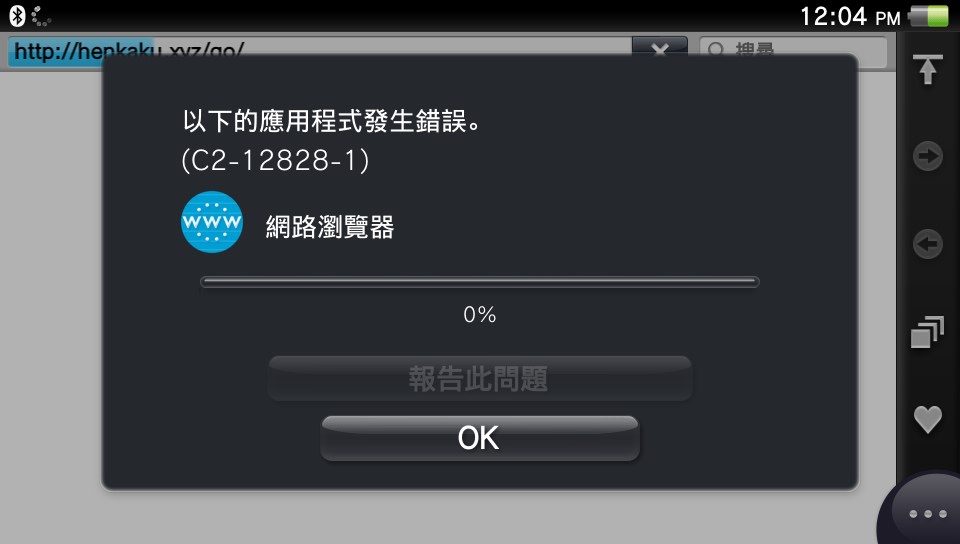 12:04 PM
http://henkaku.xyz/go/
搜尋
以下的應用程式發生錯誤。
(C2-12828-1)
www
網路瀏覽器
0%
報告此問題
OK